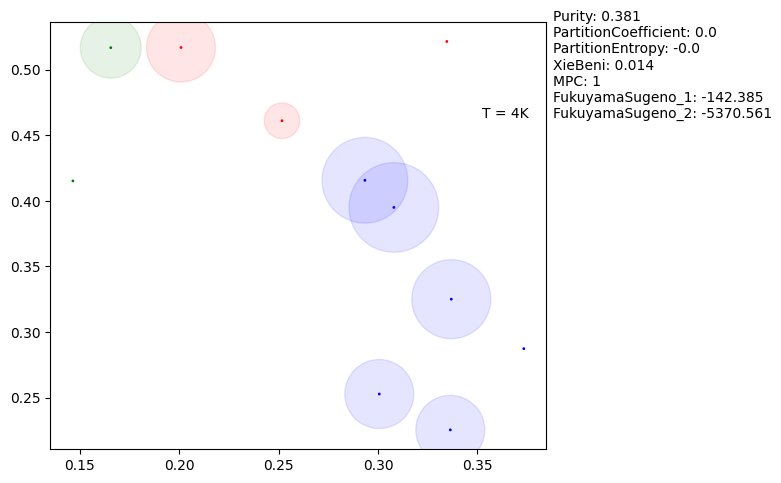 Purity: 0.381
PartitionCoefficient: 0.0
PartitionEntropy: -0.0
XieBeni: 0.014
MPC: 1
FukuyamaSugeno_1: -142.385
FukuyamaSugeno_2: -5370.561
T = 4K
0.50
0.45
0.40
0.35
0.30
0.25
0.15
0.20
0.25
0.30
0.35